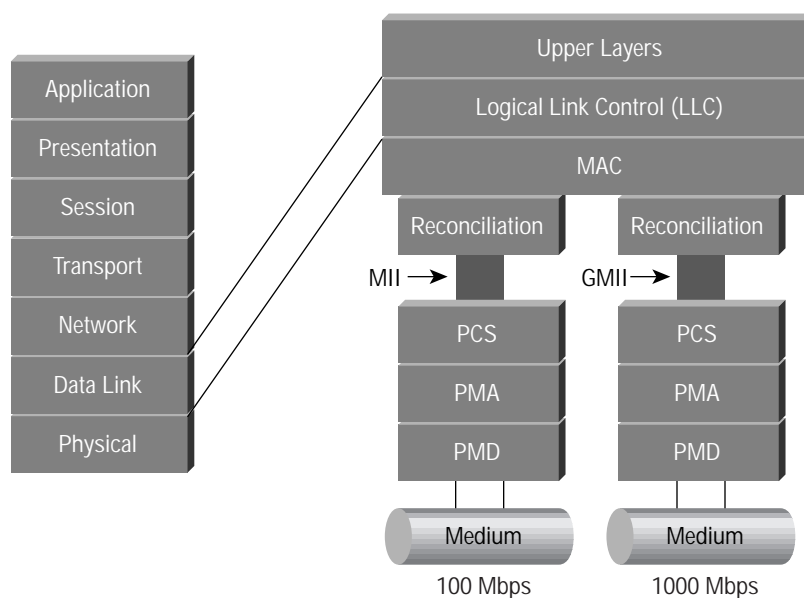 Application
Presentation
Session
Transport
Network
Data Link
Physical
Upper Layers
Logical Link Control (LLC)
MAC
Reconciliation
Reconciliation
MII
GMII
PCS
PCS
PMA
PMA
PMD
PMD
Medium
Medium
100 Mbps
1000 Mbps